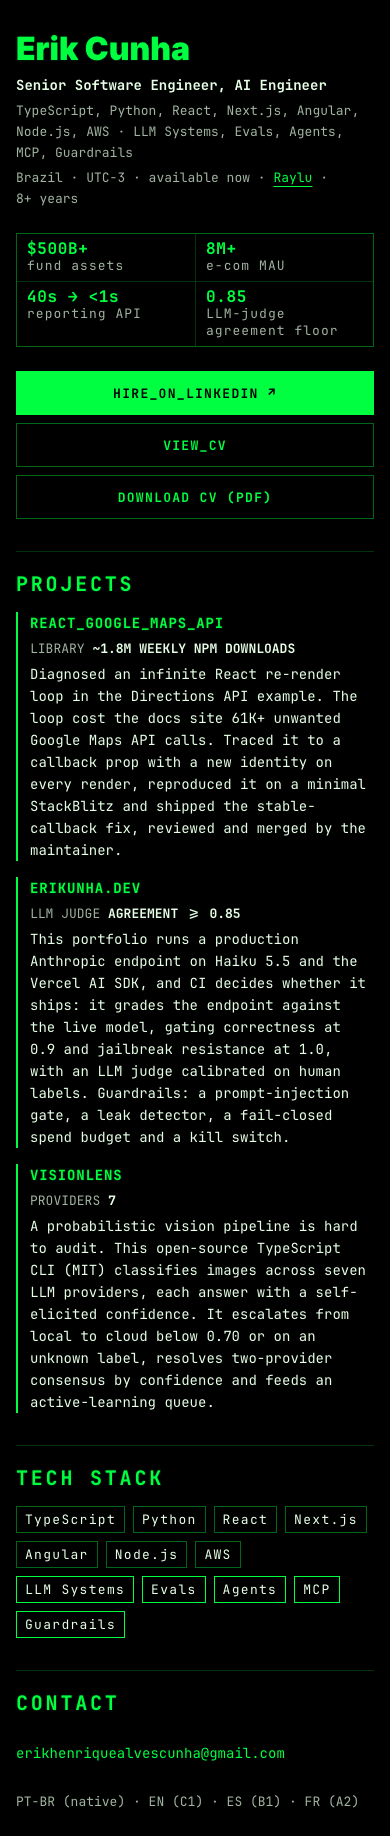 Erik Cunha
Senior Software Engineer, AI Engineer
TypeScript, Python, React, Next.js, Angular,
Node.js, AWS · LLM Systems, Evals, Agents,
MCP, Guardrails
Brazil · UTC-3 · available now · Raylu ·
8+ years
$500B+
fund assets
8M+
e-com MAU
40s → <1s
reporting API
0.85
LLM-judge
agreement floor
HIRE_ON_LINKEDIN ↗
VIEW_CV
DOWNLOAD CV (PDF)
PROJECTS
REACT_GOOGLE_MAPS_API
LIBRARY ~1.8M WEEKLY NPM DOWNLOADS
Diagnosed an infinite React re-render
loop in the Directions API example. The
loop cost the docs site 61K+ unwanted
Google Maps API calls. Traced it to a
callback prop with a new identity on
every render, reproduced it on a minimal
StackBlitz and shipped the stable-
callback fix, reviewed and merged by the
maintainer.
ERIKUNHA.DEV
LLM JUDGE AGREEMENT ⩾ 0.85
This portfolio runs a production
Anthropic endpoint on Haiku 5.5 and the
Vercel AI SDK, and CI decides whether it
ships: it grades the endpoint against
the live model, gating correctness at
0.9 and jailbreak resistance at 1.0,
with an LLM judge calibrated on human
labels. Guardrails: a prompt-injection
gate, a leak detector, a fail-closed
spend budget and a kill switch.
VISIONLENS
PROVIDERS 7
A probabilistic vision pipeline is hard
to audit. This open-source TypeScript
CLI (MIT) classifies images across seven
LLM providers, each answer with a self-
elicited confidence. It escalates from
local to cloud below 0.70 or on an
unknown label, resolves two-provider
consensus by confidence and feeds an
active-learning queue.
TECH STACK
TypeScript Python React Next.js
Angular Node.js AWS
LLM Systems Evals Agents MCP
Guardrails
CONTACT
erikhenriquealvescunha@gmail.com
PT-BR (native) · EN (C1) · ES (B1) · FR (A2)